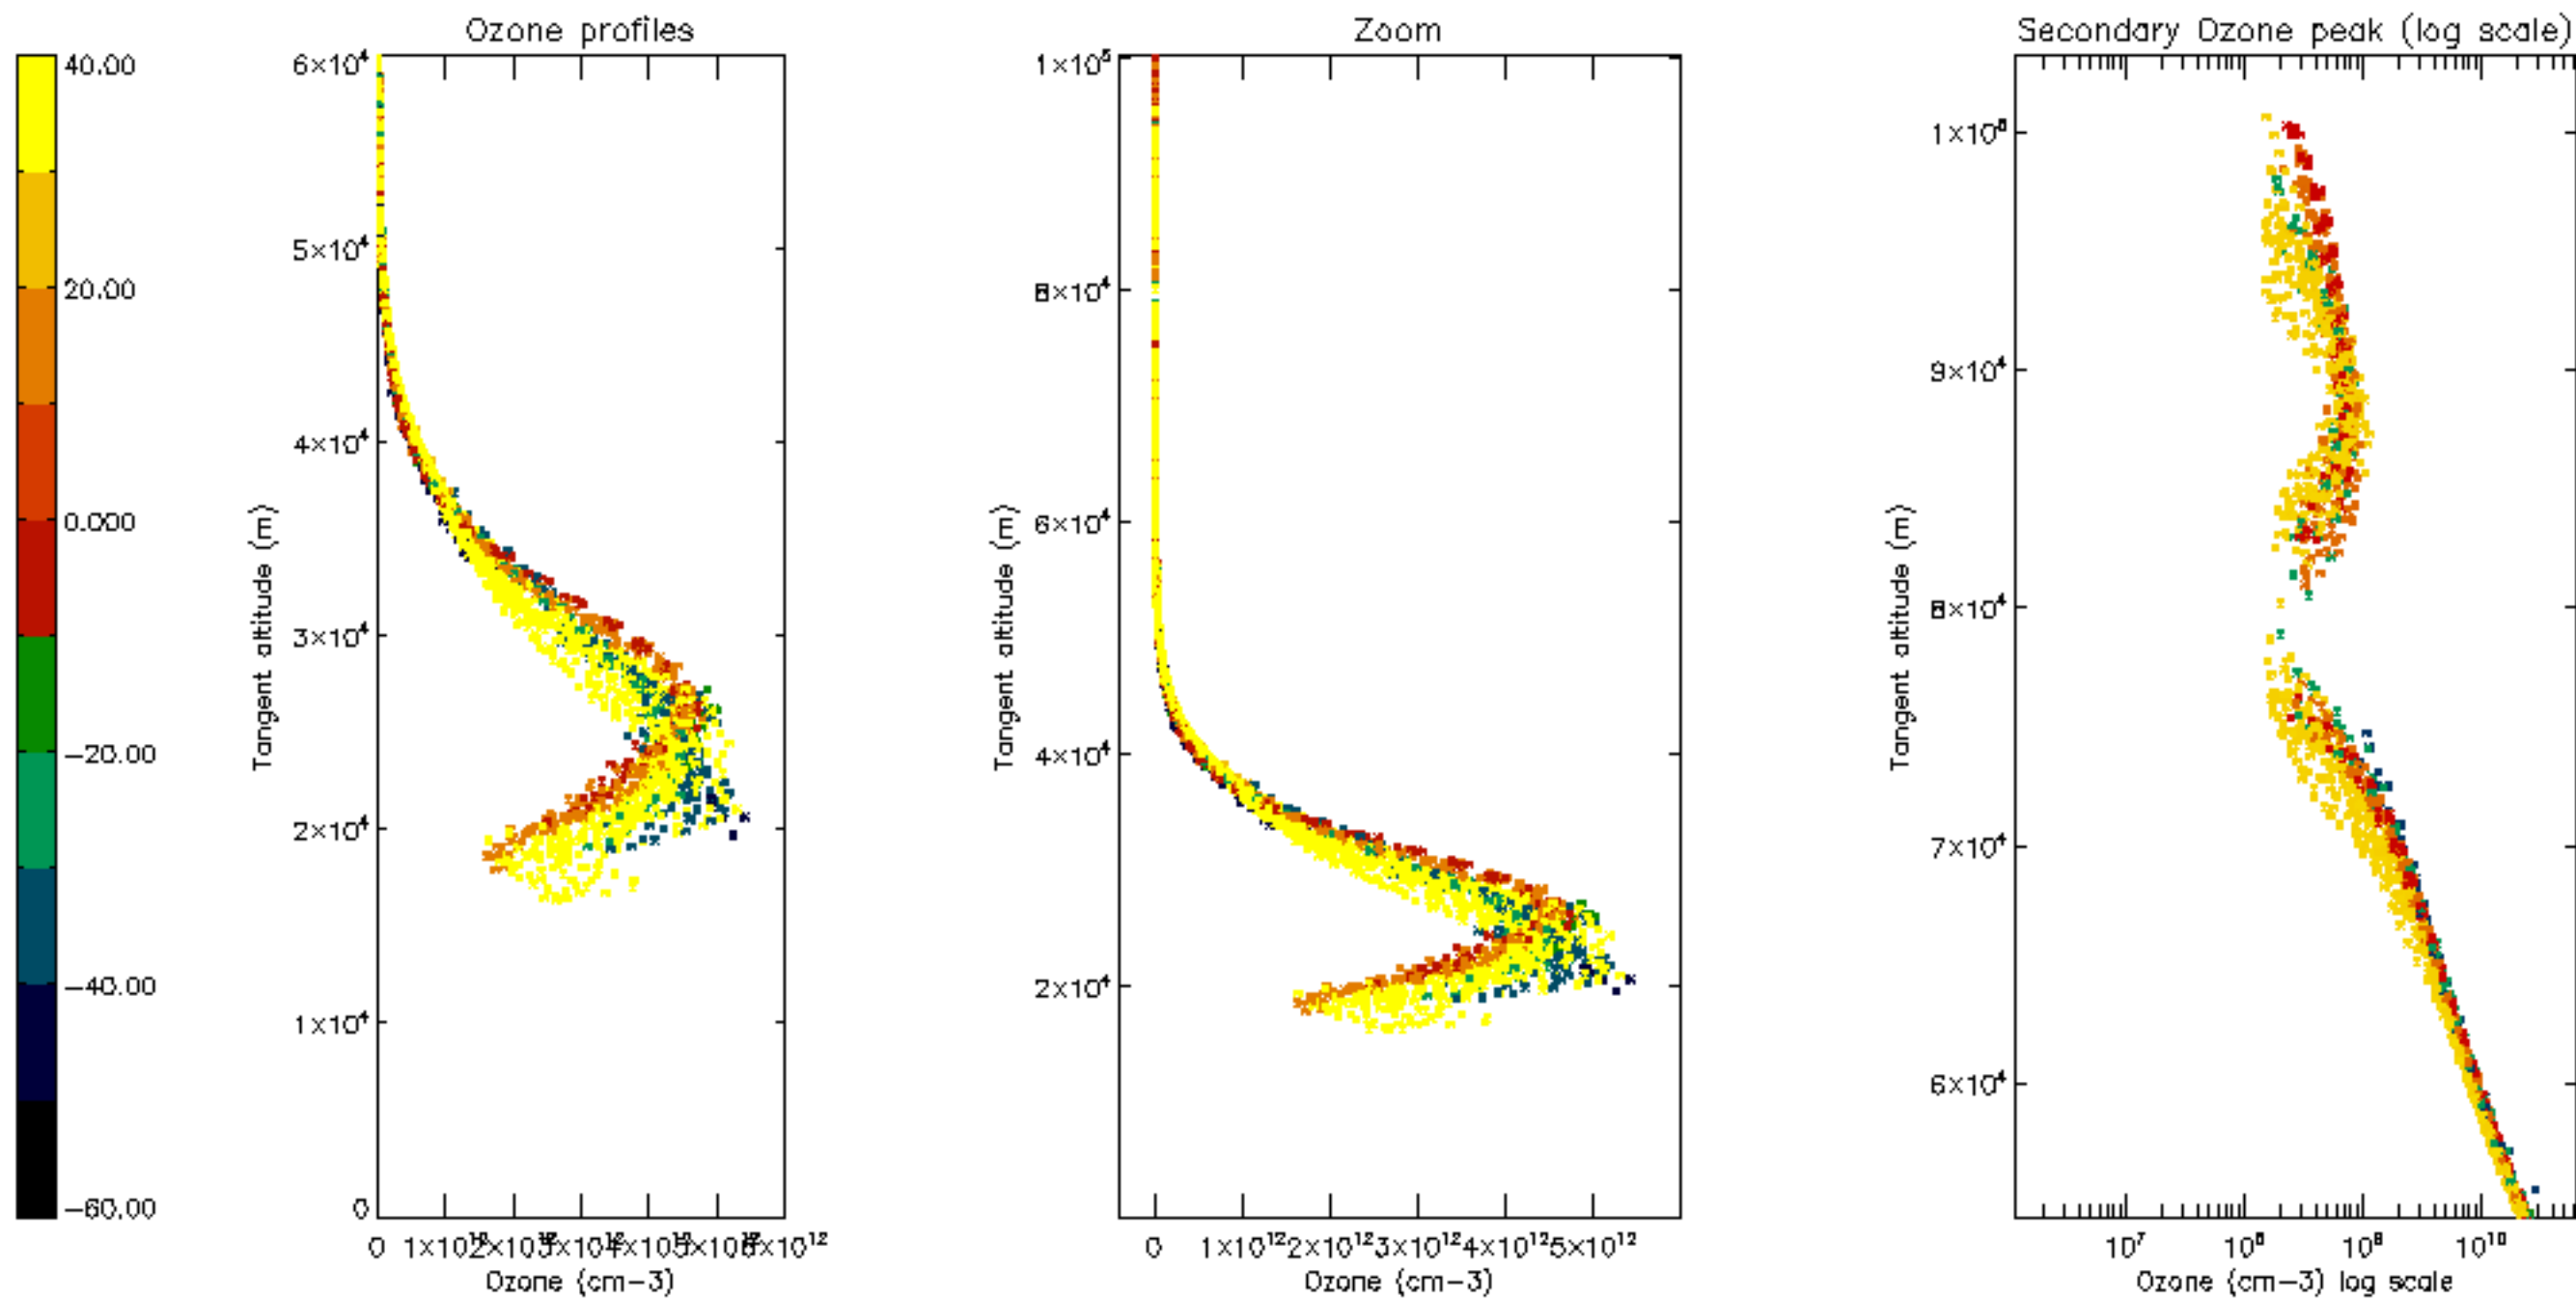 Ozone profiles
Zoom
Secondary Ozone peak (log scale)
40.00
20.00
0.000
-20.00
-40.00
-60.00
Tangent altitude (m)
6×10⁴
5×10⁴
4×10⁴
3×10⁴
2×10⁴
1×10⁴
0
0
Ozone (cm-3)
Tangent altitude (m)
1×10⁵
8×10⁴
6×10⁴
4×10⁴
2×10⁴
0 1×10¹² 2×10¹² 3×10¹² 4×10¹² 5×10¹²
Ozone (cm-3)
Tangent altitude (m)
9×10⁴
8×10⁴
7×10⁴
6×10⁴
10⁷ 10⁸ 10⁹ 10¹⁰
Ozone (cm-3) log scale